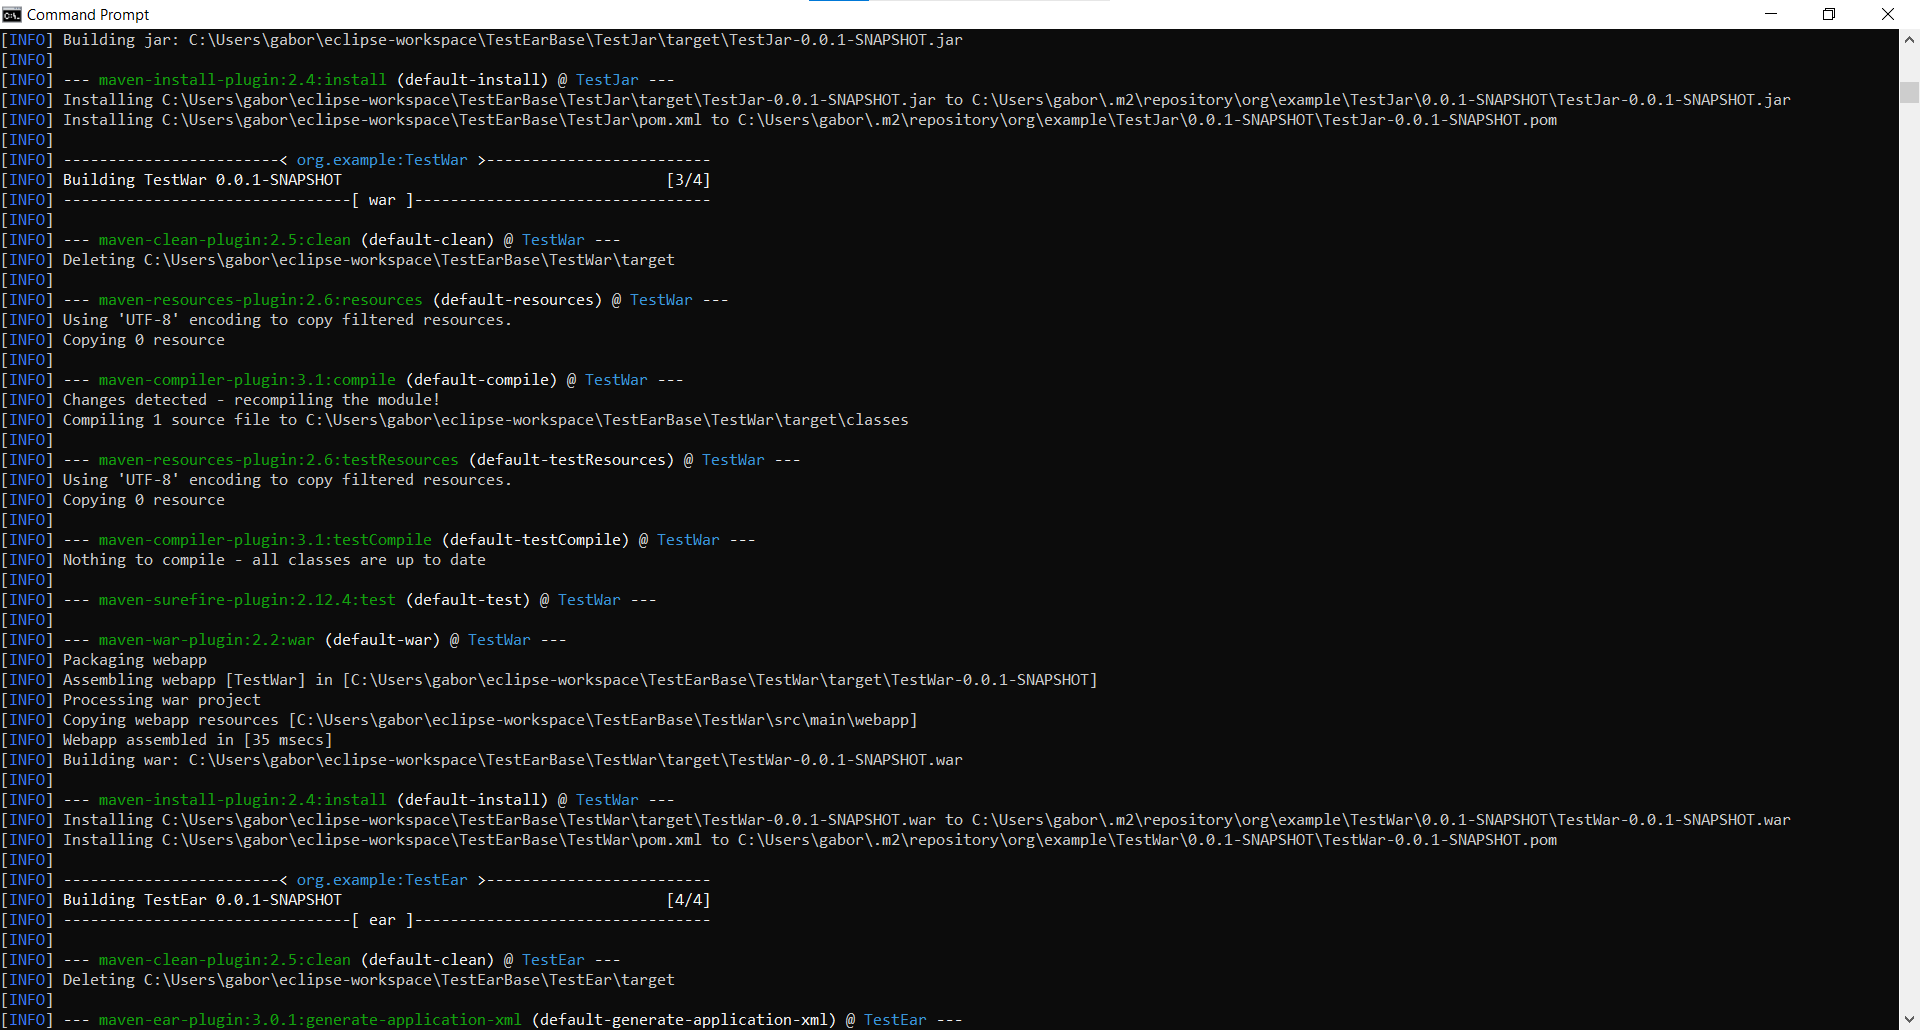 Command Prompt
[INFO] Building jar: C:\Users\gabor\eclipse-workspace\TestEarBase\TestJar\target\TestJar-0.0.1-SNAPSHOT.jar
[INFO]
[INFO] --- maven-install-plugin:2.4:install (default-install) @ TestJar ---
[INFO] Installing C:\Users\gabor\eclipse-workspace\TestEarBase\TestJar\target\TestJar-0.0.1-SNAPSHOT.jar to C:\Users\gabor\.m2\repository\org\example\TestJar\0.0.1-SNAPSHOT\TestJar-0.0.1-SNAPSHOT.jar
[INFO] Installing C:\Users\gabor\eclipse-workspace\TestEarBase\TestJar\pom.xml to C:\Users\gabor\.m2\repository\org\example\TestJar\0.0.1-SNAPSHOT\TestJar-0.0.1-SNAPSHOT.pom
[INFO]
[INFO] ------------------------< org.example:TestWar >-------------------------
[INFO] Building TestWar 0.0.1-SNAPSHOT                                    [3/4]
[INFO] --------------------------------[ war ]---------------------------------
[INFO]
[INFO] --- maven-clean-plugin:2.5:clean (default-clean) @ TestWar ---
[INFO] Deleting C:\Users\gabor\eclipse-workspace\TestEarBase\TestWar\target
[INFO]
[INFO] --- maven-resources-plugin:2.6:resources (default-resources) @ TestWar ---
[INFO] Using 'UTF-8' encoding to copy filtered resources.
[INFO] Copying 0 resource
[INFO]
[INFO] --- maven-compiler-plugin:3.1:compile (default-compile) @ TestWar ---
[INFO] Changes detected - recompiling the module!
[INFO] Compiling 1 source file to C:\Users\gabor\eclipse-workspace\TestEarBase\TestWar\target\classes
[INFO]
[INFO] --- maven-resources-plugin:2.6:testResources (default-testResources) @ TestWar ---
[INFO] Using 'UTF-8' encoding to copy filtered resources.
[INFO] Copying 0 resource
[INFO]
[INFO] --- maven-compiler-plugin:3.1:testCompile (default-testCompile) @ TestWar ---
[INFO] Nothing to compile - all classes are up to date
[INFO]
[INFO] --- maven-surefire-plugin:2.12.4:test (default-test) @ TestWar ---
[INFO]
[INFO] --- maven-war-plugin:2.2:war (default-war) @ TestWar ---
[INFO] Packaging webapp
[INFO] Assembling webapp [TestWar] in [C:\Users\gabor\eclipse-workspace\TestEarBase\TestWar\target\TestWar-0.0.1-SNAPSHOT]
[INFO] Processing war project
[INFO] Copying webapp resources [C:\Users\gabor\eclipse-workspace\TestEarBase\TestWar\src\main\webapp]
[INFO] Webapp assembled in [35 msecs]
[INFO] Building war: C:\Users\gabor\eclipse-workspace\TestEarBase\TestWar\target\TestWar-0.0.1-SNAPSHOT.war
[INFO]
[INFO] --- maven-install-plugin:2.4:install (default-install) @ TestWar ---
[INFO] Installing C:\Users\gabor\eclipse-workspace\TestEarBase\TestWar\target\TestWar-0.0.1-SNAPSHOT.war to C:\Users\gabor\.m2\repository\org\example\TestWar\0.0.1-SNAPSHOT\TestWar-0.0.1-SNAPSHOT.war
[INFO] Installing C:\Users\gabor\eclipse-workspace\TestEarBase\TestWar\pom.xml to C:\Users\gabor\.m2\repository\org\example\TestWar\0.0.1-SNAPSHOT\TestWar-0.0.1-SNAPSHOT.pom
[INFO]
[INFO] ------------------------< org.example:TestEar >-------------------------
[INFO] Building TestEar 0.0.1-SNAPSHOT                                    [4/4]
[INFO] --------------------------------[ ear ]---------------------------------
[INFO]
[INFO] --- maven-clean-plugin:2.5:clean (default-clean) @ TestEar ---
[INFO] Deleting C:\Users\gabor\eclipse-workspace\TestEarBase\TestEar\target
[INFO]
[INFO] --- maven-ear-plugin:3.0.1:generate-application-xml (default-generate-application-xml) @ TestEar ---